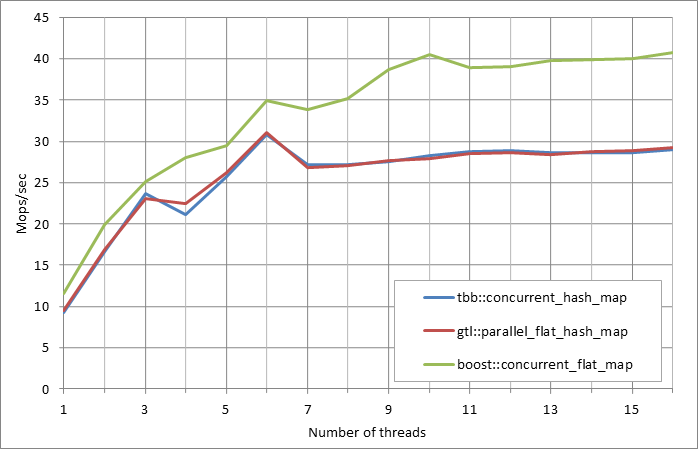 45
40
35
30
25
20
15
10
5
0
Mops/sec
tbb::concurrent_hash_map
gtl::parallel_flat_hash_map
boost::concurrent_flat_map
1 3 5 7 9 11 13 15
Number of threads